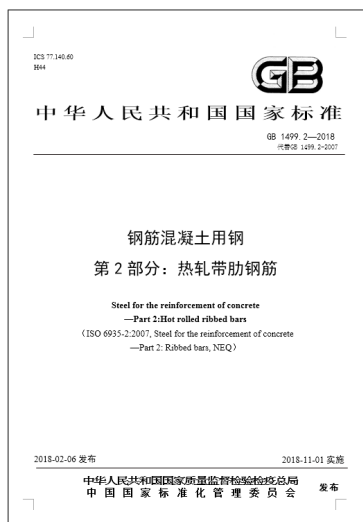 ICS 77.140.60
H44
GB
中华人民共和国国家标准
GB 1499.2—2018
代替GB 1499.2-2007
钢筋混凝土用钢
第2部分：热轧带肋钢筋
Steel for the reinforcement of concrete
—Part 2:Hot rolled ribbed bars
（ISO 6935-2:2007, Steel for the reinforcement of concrete
—Part 2: Ribbed bars, NEQ）
2018-02-06 发布
2018-11-01 实施
中华人民共和国国家质量监督检验检疫总局
中国国家标准化管理委员会
发布